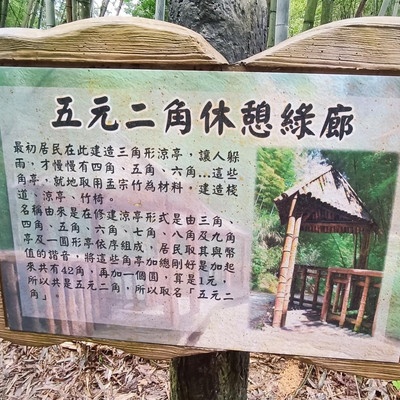 五元二角休憩綠廊
最初居民在此建造三角形涼亭，讓人躲
雨，才慢慢有四角、五角、六角...這些
角亭，就地取用孟宗竹為材料，建造棧
道、涼亭、竹椅。
名稱由來是在修建涼亭形式是由三角、
四角、五角、六角、七角、八角及九角
亭及一圓形亭依序組成，居民取其與幣
值的諧音，將這些角亭加總剛好是加起
來共有42角，再加一個圓，算是1元，
所以共是五元二角，所以取名「五元二
角」